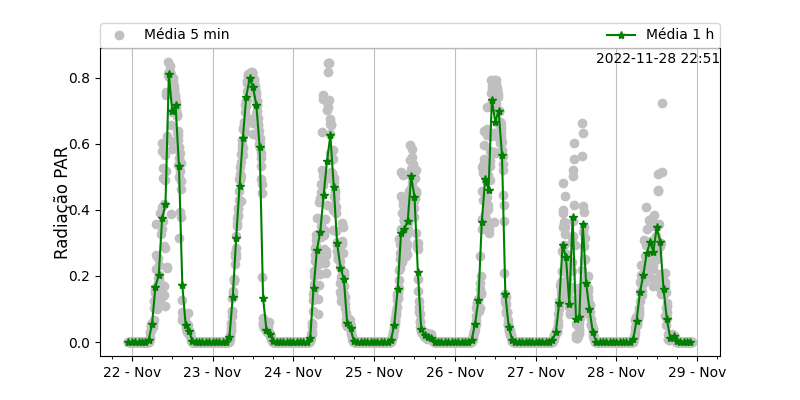 Média 5 min
Média 1 h
2022-11-28 22:51
Radiação PAR
0.8
0.6
0.4
0.2
0.0
22 - Nov
23 - Nov
24 - Nov
25 - Nov
26 - Nov
27 - Nov
28 - Nov
29 - Nov